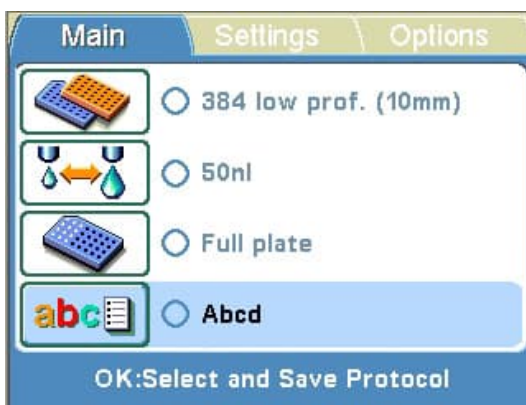 Main Settings Options
384 low prof. (10mm)
50nl
Full plate
abc Abcd
OK:Select and Save Protocol